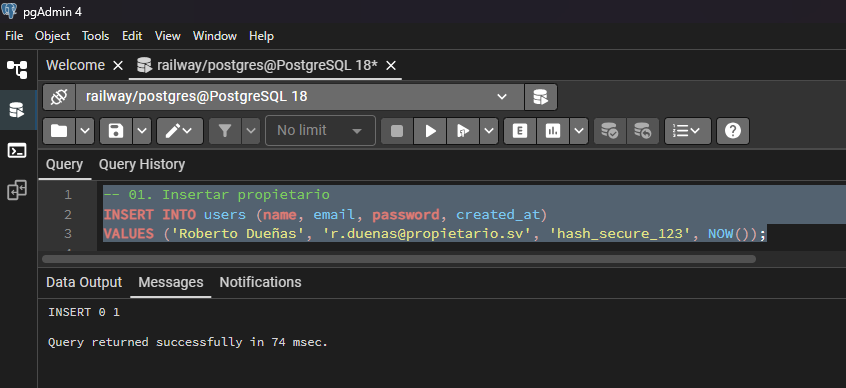 pgAdmin 4
File Object Tools Edit View Window Help
Welcome railway/postgres@PostgreSQL 18*
railway/postgres@PostgreSQL 18
No limit
E
Query Query History
1 -- 01. Insertar propietario
2 INSERT INTO users (name, email, password, created_at)
3 VALUES ('Roberto Dueñas', 'r.duenas@propietario.sv', 'hash_secure_123', NOW());
Data Output Messages Notifications
INSERT 0 1
Query returned successfully in 74 msec.